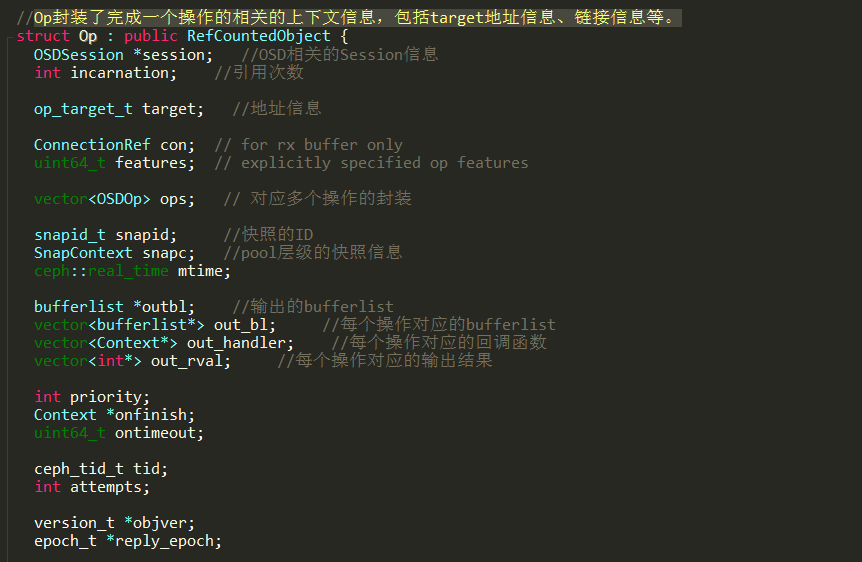 //Op封装了完成一个操作的相关的上下文信息，包括target地址信息、链接信息等。
struct Op : public RefCountedObject {
OSDSession *session;   //OSD相关的Session信息
int incarnation;    //引用次数
op_target_t target;   //地址信息
ConnectionRef con;  // for rx buffer only
uint64_t features;  // explicitly specified op features
vector<OSDOp> ops;   // 对应多个操作的封装
snapid_t snapid;     //快照的ID
SnapContext snapc;   //pool层级的快照信息
ceph::real_time mtime;
bufferlist *outbl;    //输出的bufferlist
vector<bufferlist*> out_bl;     //每个操作对应的bufferlist
vector<Context*> out_handler;    //每个操作对应的回调函数
vector<int*> out_rval;     //每个操作对应的输出结果
int priority;
Context *onfinish;
uint64_t ontimeout;
ceph_tid_t tid;
int attempts;
version_t *objver;
epoch_t *reply_epoch;